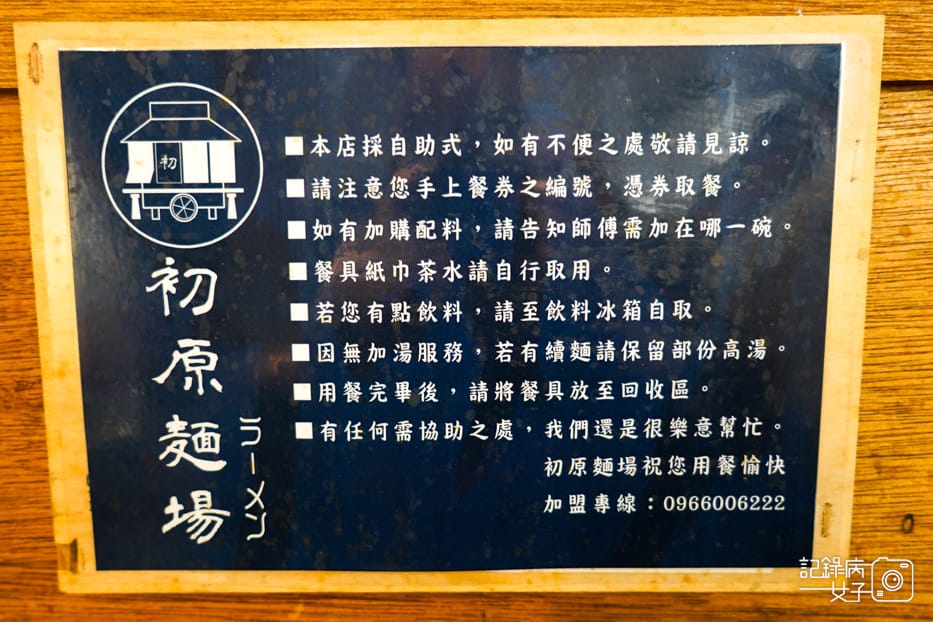 初
初原麵場
ラーメン
■本店採自助式，如有不便之處敬請見諒。
■請注意您手上餐券之編號，憑券取餐。
■如有加購配料，請告知師傅需加在哪一碗。
■餐具紙巾茶水請自行取用。
■若您有點飲料，請至飲料冰箱自取。
■因無加湯服務，若有續麵請保留部份高湯。
■用餐完畢後，請將餐具放至回收區。
■有任何需協助之處，我們還是很樂意幫忙。
初原麵場祝您用餐愉快
加盟專線：0966006222
記錄病
女子